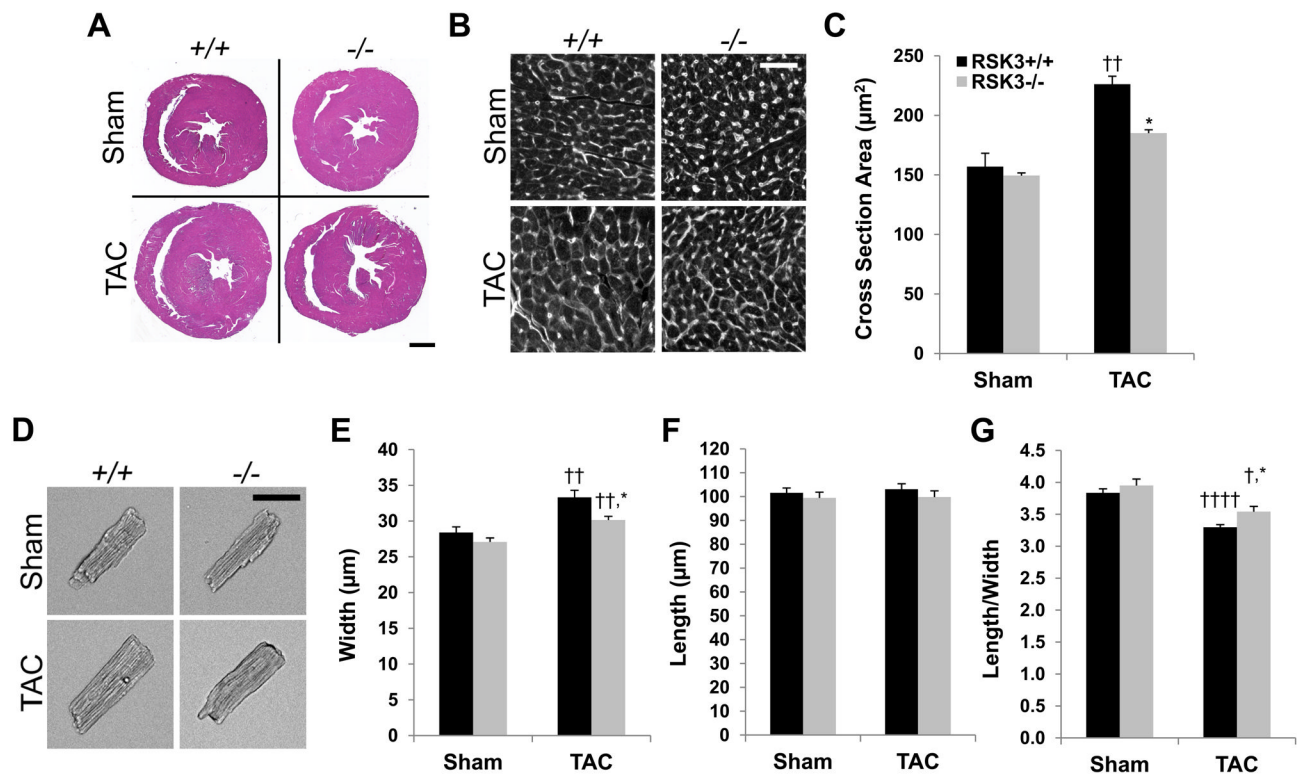 A
+/+
-/-
Sham
TAC
B
+/+
-/-
Sham
TAC
C
RSK3+/+
RSK3-/-
Cross Section Area (µm²)
250
200
150
100
50
0
††
*
Sham
TAC
D
+/+
-/-
Sham
TAC
E
Width (µm)
40
35
30
25
20
15
10
5
0
††
††,*
Sham
TAC
F
Length (µm)
120
110
100
90
80
70
60
50
40
30
20
10
0
Sham
TAC
G
Length/Width
4.5
4.0
3.5
3.0
2.5
2.0
1.5
1.0
0.5
0.0
††††
†,*
Sham
TAC